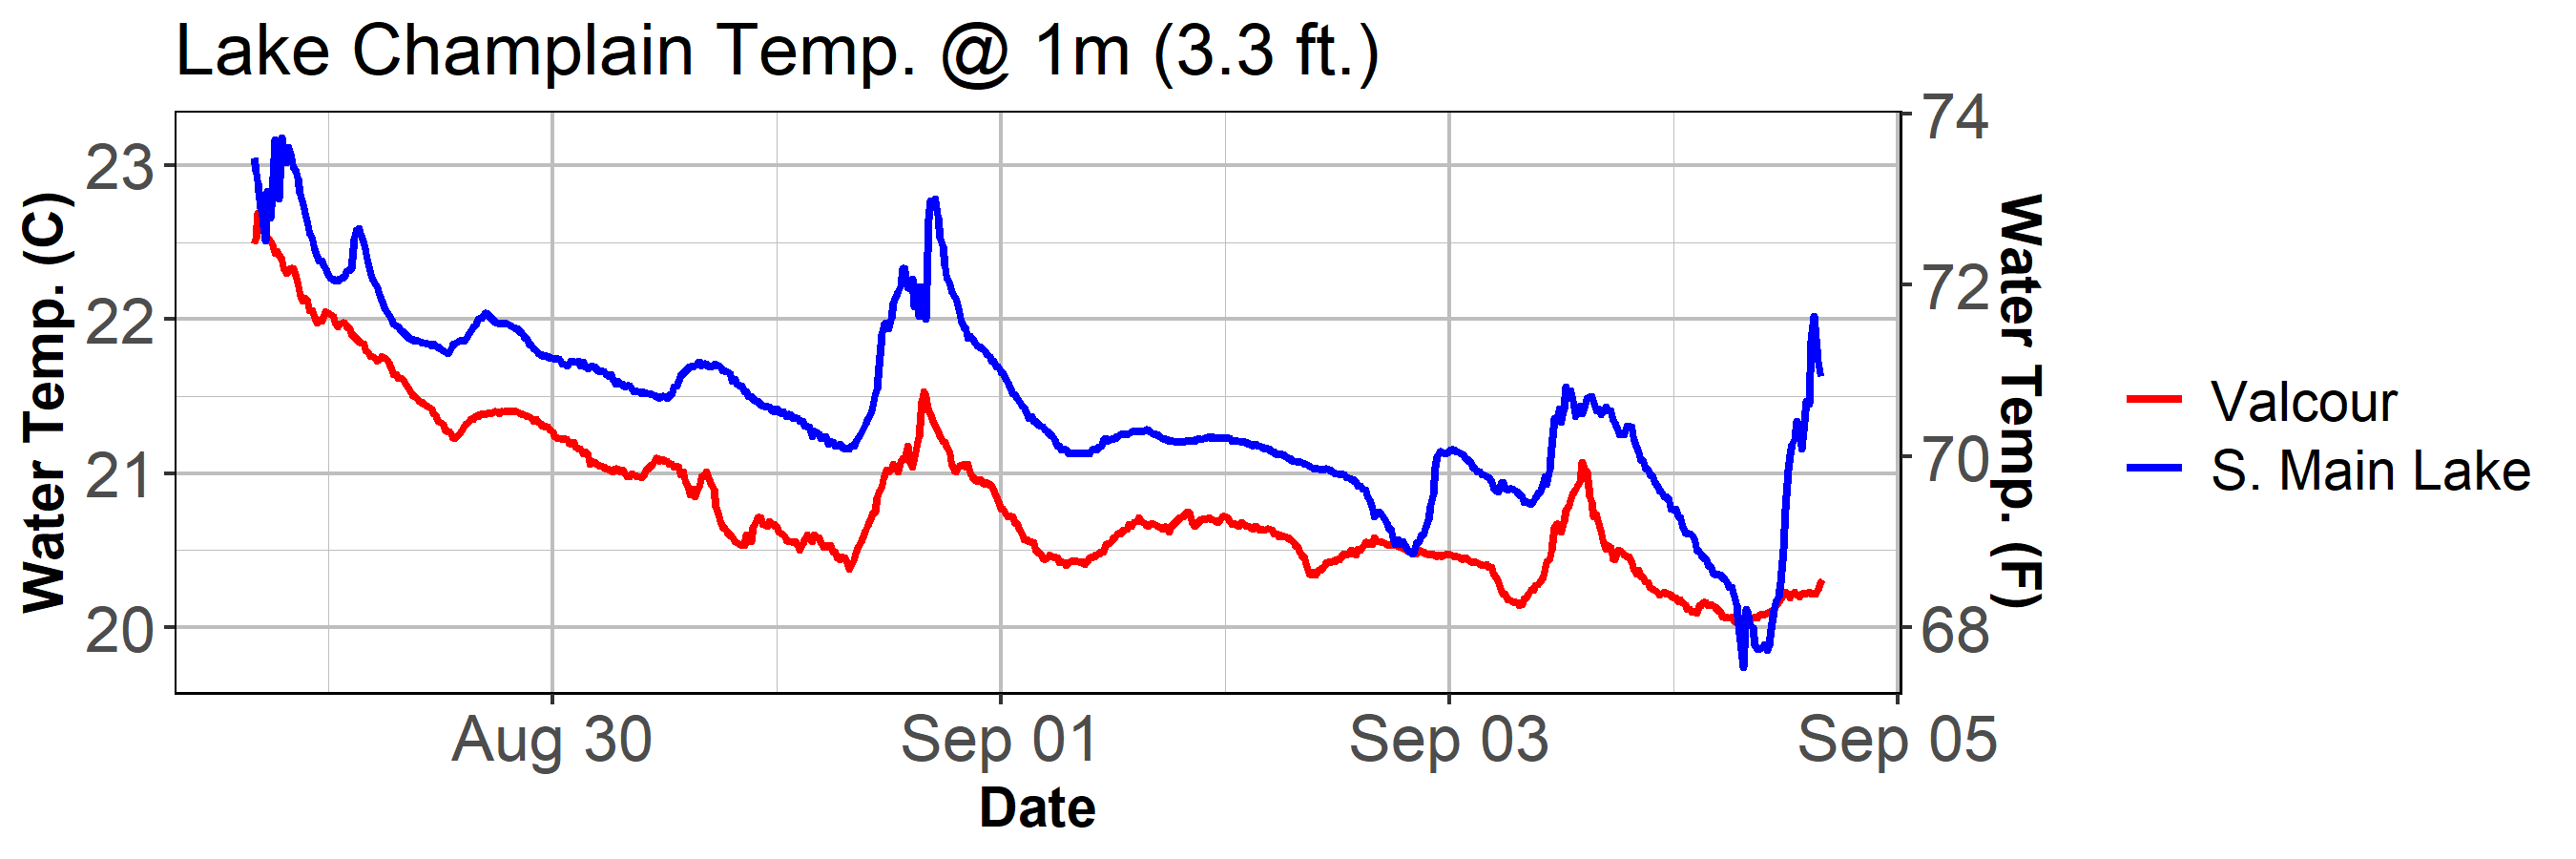 Lake Champlain Temp. @ 1m (3.3 ft.)
Water Temp. (C)
23
22
21
20
74
72
70
68
Water Temp. (F)
Aug 30
Sep 01
Sep 03
Sep 05
Date
Valcour
S. Main Lake